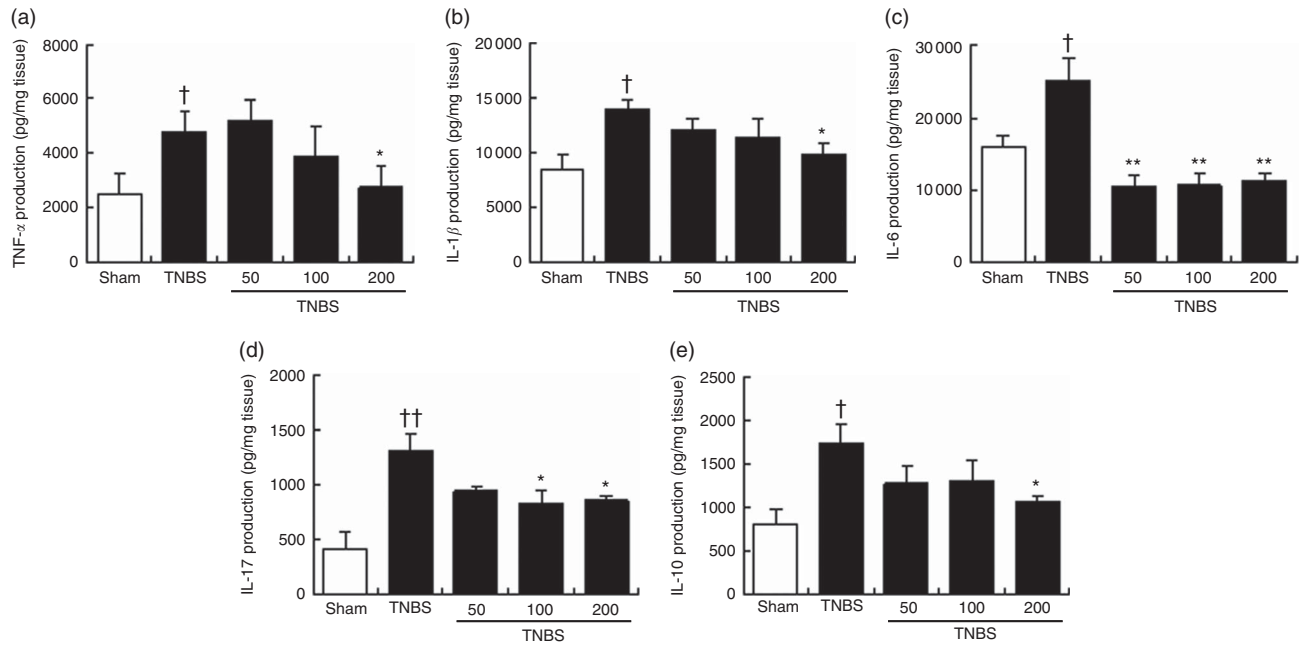 (a)
TNF-α production (pg/mg tissue)
8000
6000
4000
2000
0
†
*
Sham TNBS 50 100 200
TNBS
(b)
IL-1β production (pg/mg tissue)
20 000
15 000
10 000
5000
0
†
*
Sham TNBS 50 100 200
TNBS
(c)
IL-6 production (pg/mg tissue)
30 000
20 000
10 000
0
†
** ** **
Sham TNBS 50 100 200
TNBS
(d)
IL-17 production (pg/mg tissue)
2000
1500
1000
500
0
††
* *
Sham TNBS 50 100 200
TNBS
(e)
IL-10 production (pg/mg tissue)
2500
2000
1500
1000
500
0
†
*
Sham TNBS 50 100 200
TNBS